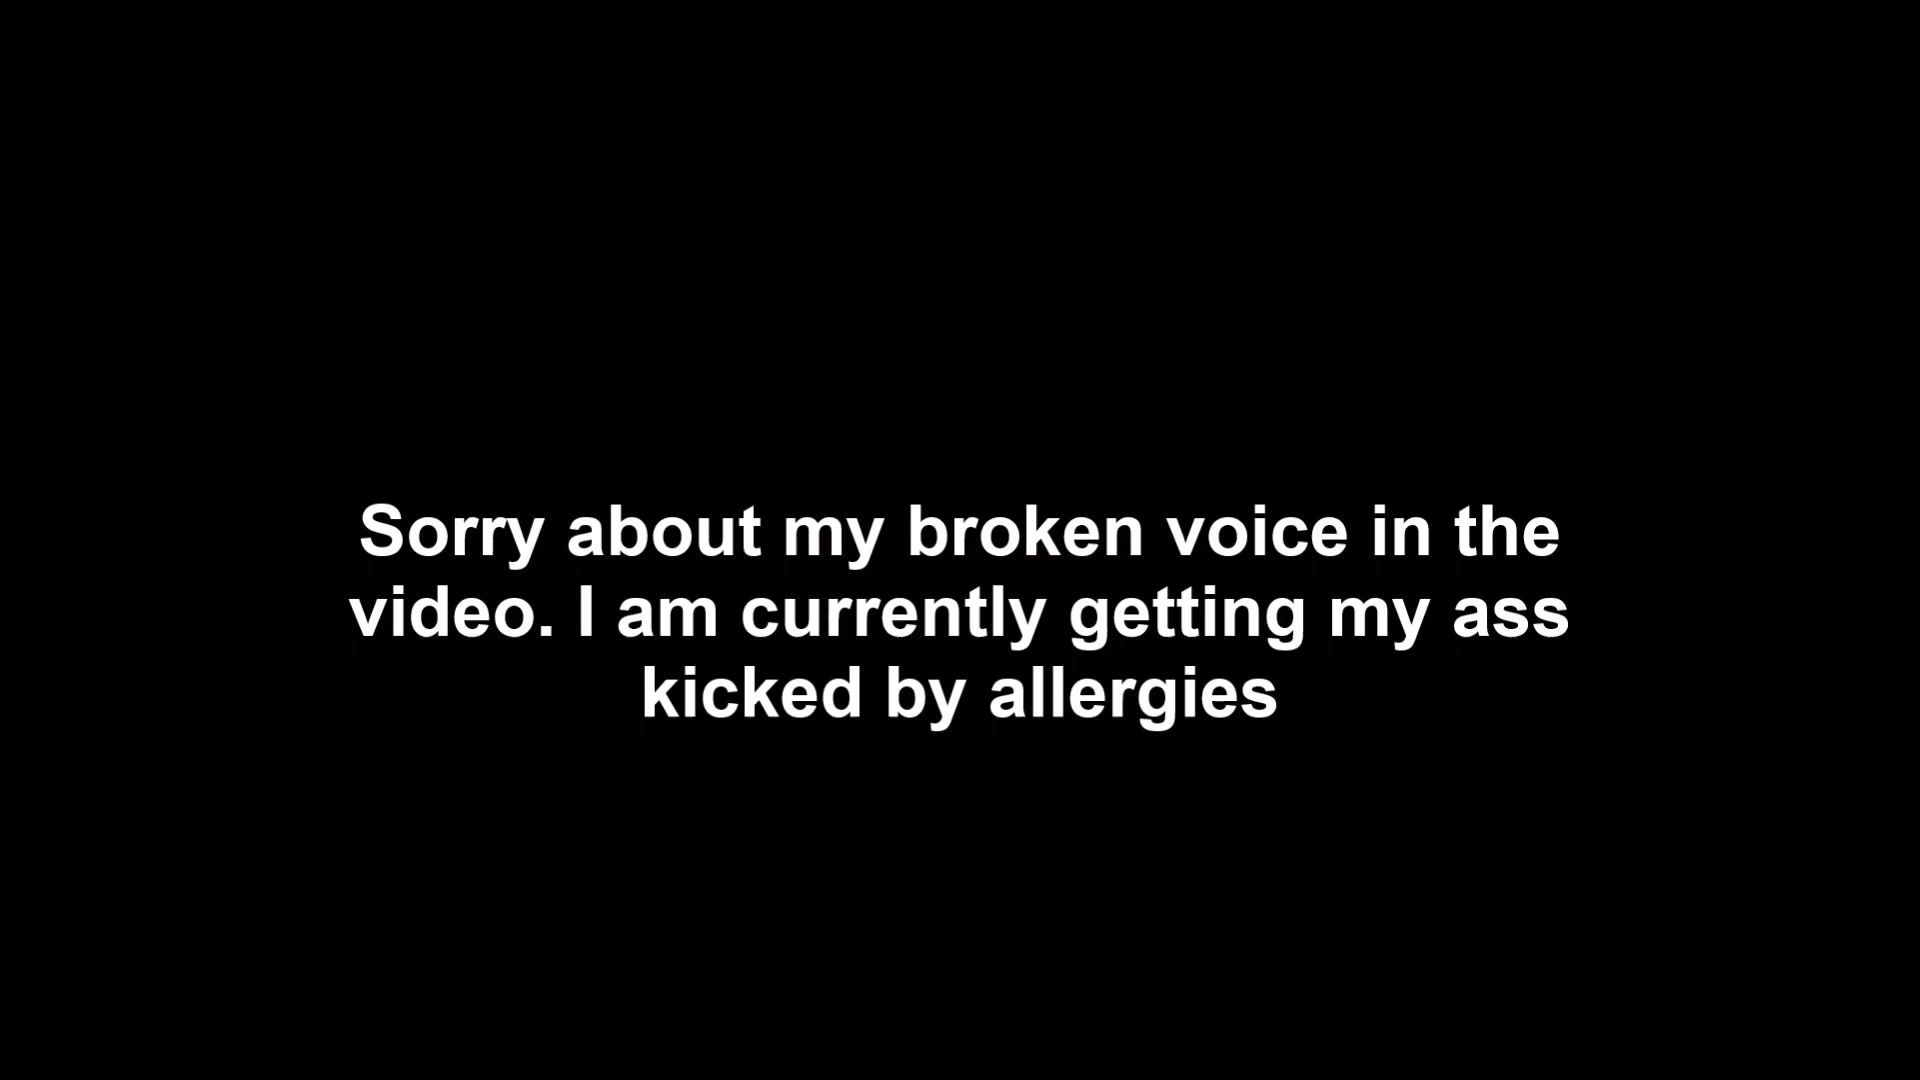 Sorry about my broken voice in the
video. I am currently getting my ass
kicked by allergies